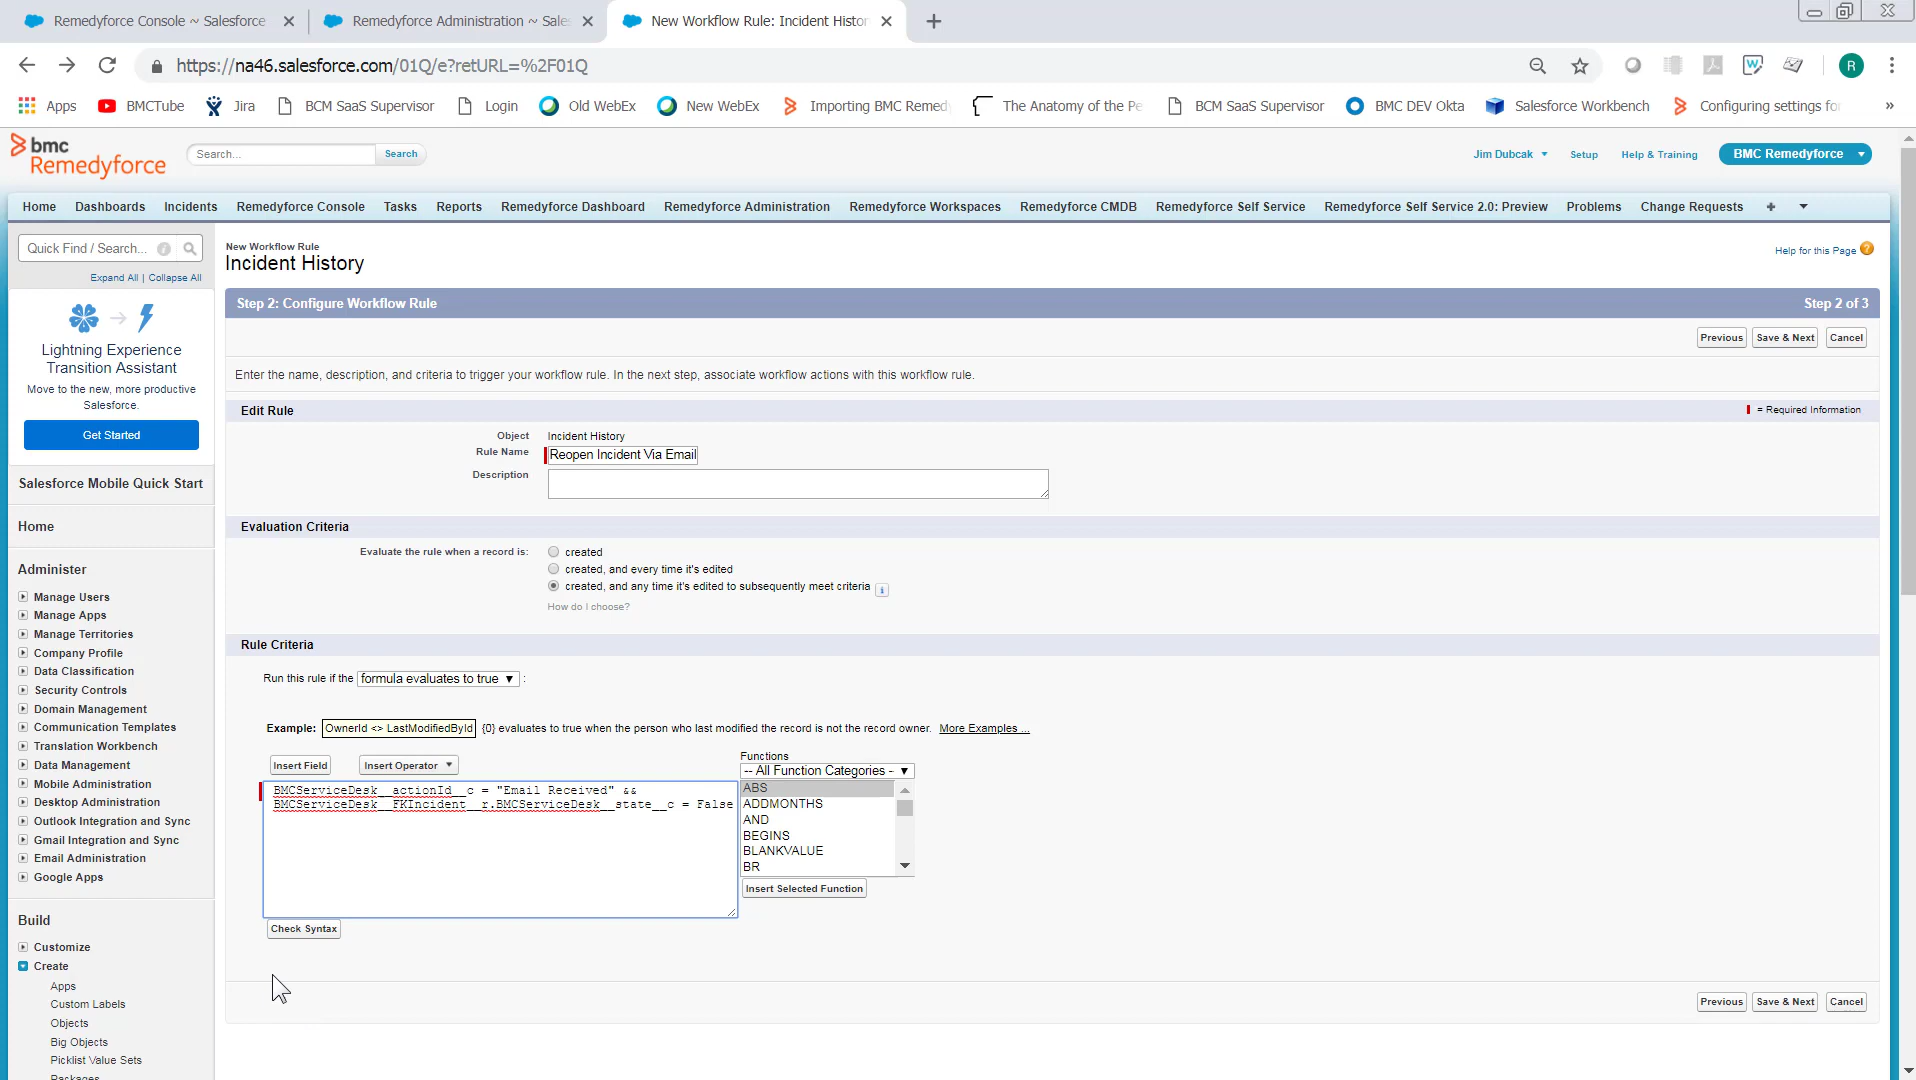 Remedyforce Console ~ Salesforce
Remedyforce Administration ~ Sale
New Workflow Rule: Incident Histor
https://na46.salesforce.com/01Q/e?retURL=%2F01Q
R
Apps
BMCTube
Jira
BCM SaaS Supervisor
Login
Old WebEx
New WebEx
Importing BMC Remed
The Anatomy of the Pe
BCM SaaS Supervisor
BMC DEV Okta
Salesforce Workbench
Configuring settings for
»
bmc
Remedyforce
Search...
Search
Jim Dubcak
Setup
Help & Training
BMC Remedyforce
Home
Dashboards
Incidents
Remedyforce Console
Tasks
Reports
Remedyforce Dashboard
Remedyforce Administration
Remedyforce Workspaces
Remedyforce CMDB
Remedyforce Self Service
Remedyforce Self Service 2.0: Preview
Problems
Change Requests
+
Quick Find / Search...
Expand All | Collapse All
Lightning Experience
Transition Assistant
Move to the new, more productive
Salesforce.
Get Started
Salesforce Mobile Quick Start
Home
Administer
Manage Users
Manage Apps
Manage Territories
Company Profile
Data Classification
Security Controls
Domain Management
Communication Templates
Translation Workbench
Data Management
Mobile Administration
Desktop Administration
Outlook Integration and Sync
Gmail Integration and Sync
Email Administration
Google Apps
Build
Customize
Create
Apps
Custom Labels
Objects
Big Objects
Picklist Value Sets
Packages
New Workflow Rule
Incident History
Help for this Page
Step 2: Configure Workflow Rule
Step 2 of 3
Previous
Save & Next
Cancel
Enter the name, description, and criteria to trigger your workflow rule. In the next step, associate workflow actions with this workflow rule.
Edit Rule
= Required Information
Object
Incident History
Rule Name
Reopen Incident Via Email
Description
Evaluation Criteria
Evaluate the rule when a record is:
created
created, and every time it's edited
created, and any time it's edited to subsequently meet criteria
How do I choose?
Rule Criteria
Run this rule if the
formula evaluates to true
:
Example:
OwnerId <> LastModifiedById
{0} evaluates to true when the person who last modified the record is not the record owner.
More Examples ...
Insert Field
Insert Operator
BMCServiceDesk__actionId__c = "Email Received" &&
BMCServiceDesk__FKIncident__r.BMCServiceDesk__state__c = False
Check Syntax
Functions
-- All Function Categories -
ABS
ADDMONTHS
AND
BEGINS
BLANKVALUE
BR
Insert Selected Function
Previous
Save & Next
Cancel